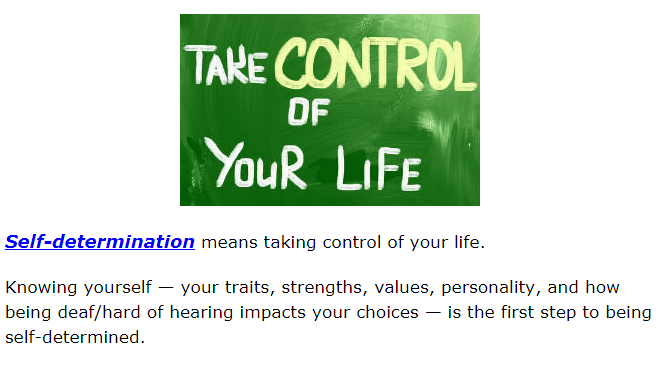 TAKE CONTROL
OF
YOUR LIFE
Self-determination means taking control of your life.
Knowing yourself — your traits, strengths, values, personality, and how
being deaf/hard of hearing impacts your choices — is the first step to being
self-determined.